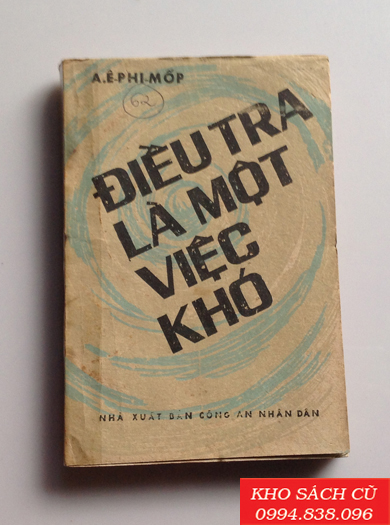 A.Ê-PHI-MỐP
62
ĐIỀU TRA
LÀ MỘT
VIỆC
KHÓ
NHÀ XUẤT BẢN CÔNG AN NHÂN DÂN
KHO SÁCH CŨ
0994.838.096